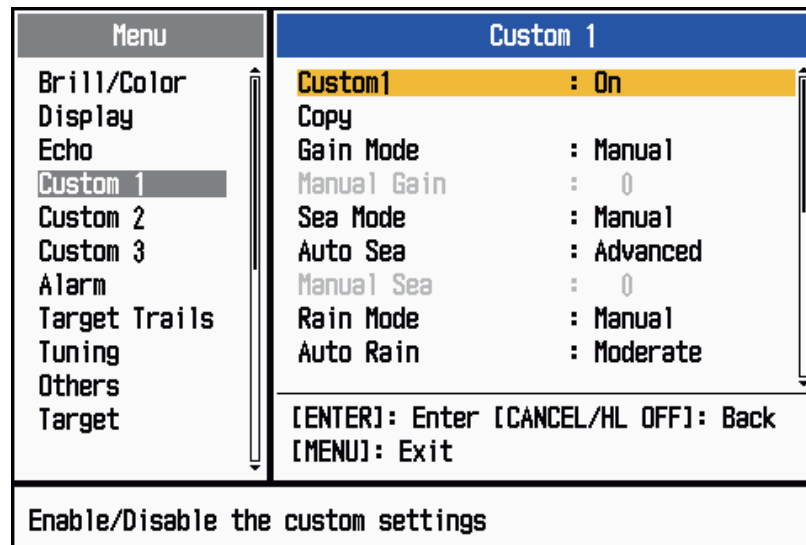 Menu
Brill/Color
Display
Echo
Custom 1
Custom 2
Custom 3
Alarm
Target Trails
Tuning
Others
Target
Custom 1
Custom1 : On
Copy
Gain Mode : Manual
Manual Gain : 0
Sea Mode : Manual
Auto Sea : Advanced
Manual Sea : 0
Rain Mode : Manual
Auto Rain : Moderate
[ENTER]: Enter [CANCEL/HL OFF]: Back
[MENU]: Exit
Enable/Disable the custom settings